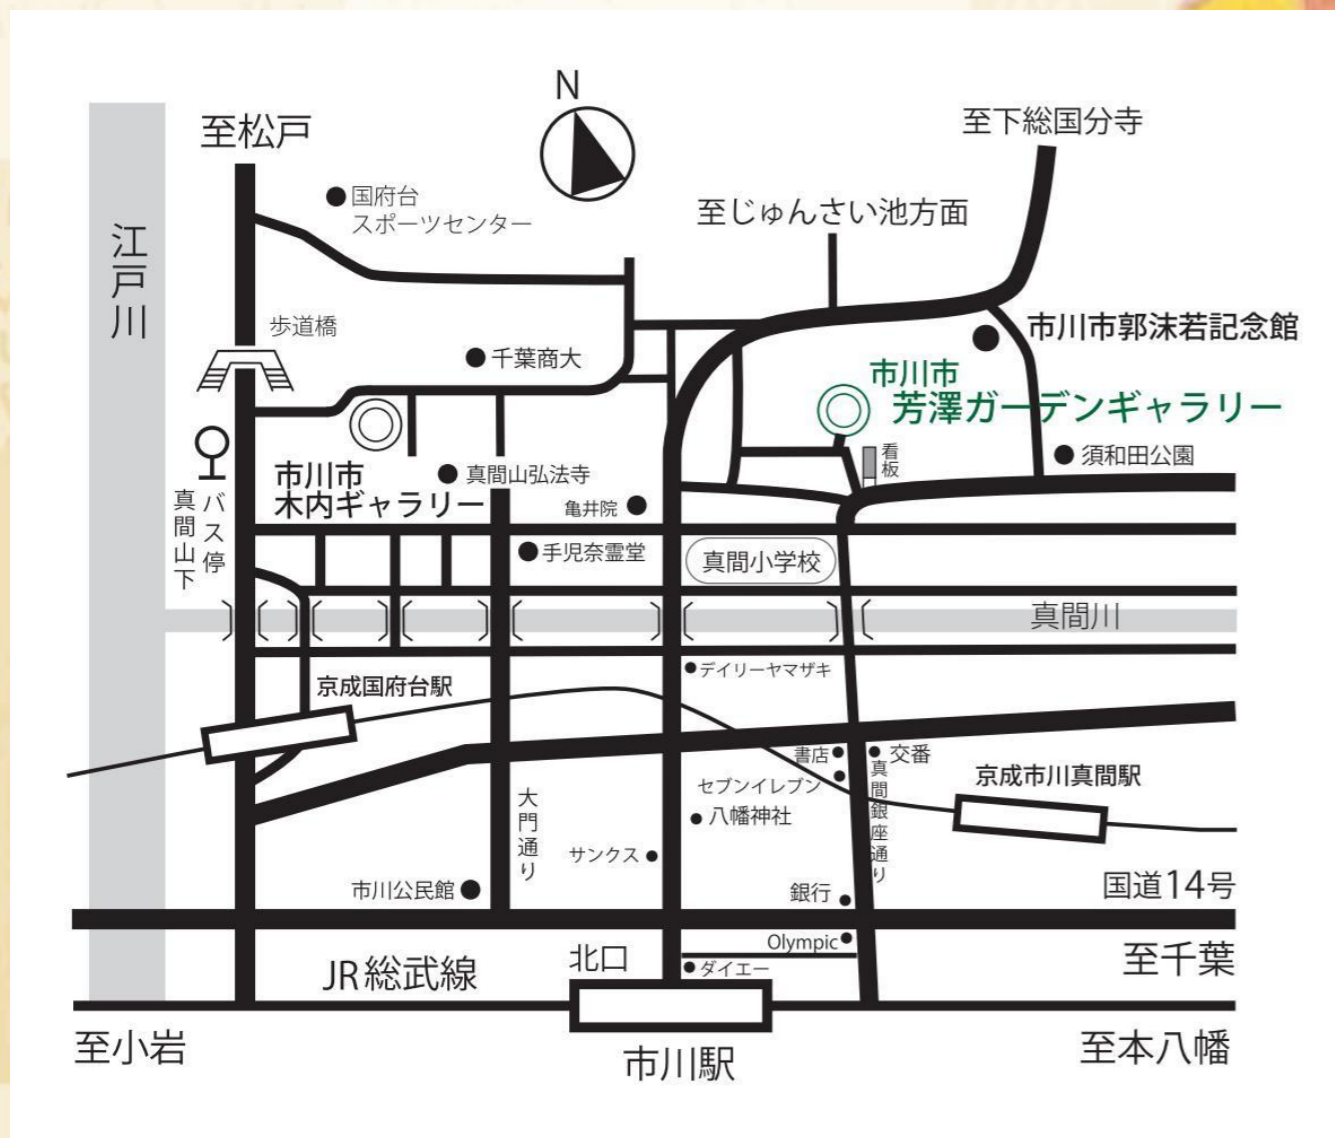 N
至松戸
至下総国分寺
国府台
スポーツセンター
至じゅんさい池方面
江戸川
歩道橋
千葉商大
市川市郭沫若記念館
市川市
芳澤ガーデンギャラリー
看板
須和田公園
市川市
木内ギャラリー
真間山弘法寺
亀井院
バス停
真間山下
手児奈霊堂
真間小学校
真間川
デイリーヤマザキ
京成国府台駅
書店
交番
セブンイレブン
京成市川真間駅
八幡神社
真間銀座通り
大門通り
サンクス
市川公民館
銀行
国道14号
Olympic
北口
ダイエー
JR総武線
至千葉
至小岩
市川駅
至本八幡